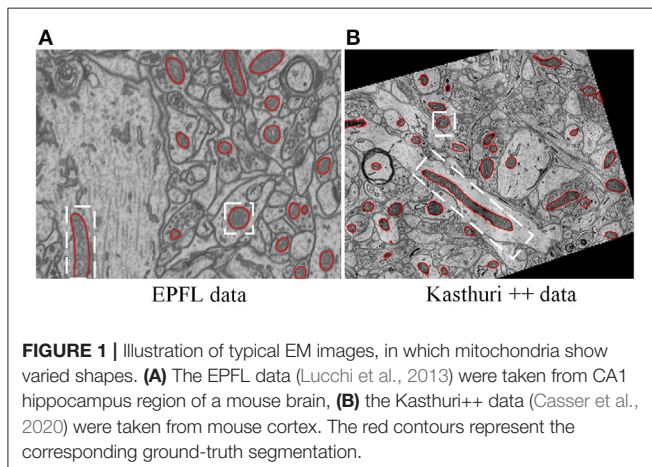 A
B
EPFL data
Kasthuri ++ data
FIGURE 1 | Illustration of typical EM images, in which mitochondria show
varied shapes. (A) The EPFL data (Lucchi et al., 2013) were taken from CA1
hippocampus region of a mouse brain, (B) the Kasthuri++ data (Casser et al.,
2020) were taken from mouse cortex. The red contours represent the
corresponding ground-truth segmentation.